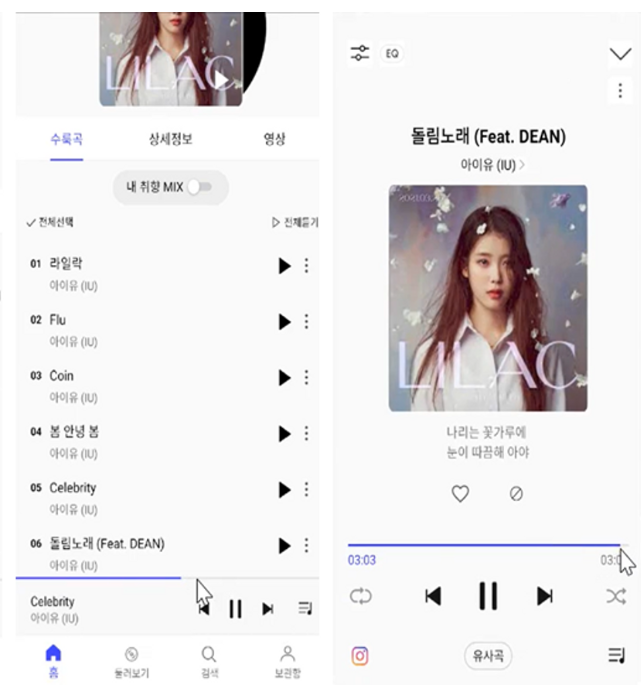 LILAC
수록곡 상세정보 영상
내 취향 MIX
전체선택 전체듣기
01 라일락
아이유 (IU)
02 Flu
아이유 (IU)
03 Coin
아이유 (IU)
04 봄 안녕 봄
아이유 (IU)
05 Celebrity
아이유 (IU)
06 돌림노래 (Feat. DEAN)
아이유 (IU)
Celebrity
아이유 (IU)
홈 둘러보기 검색 보관함
EQ
돌림노래 (Feat. DEAN)
아이유 (IU)
LILAC
나리는 꽃가루에
눈이 따끔해 아야
03:03
유사곡